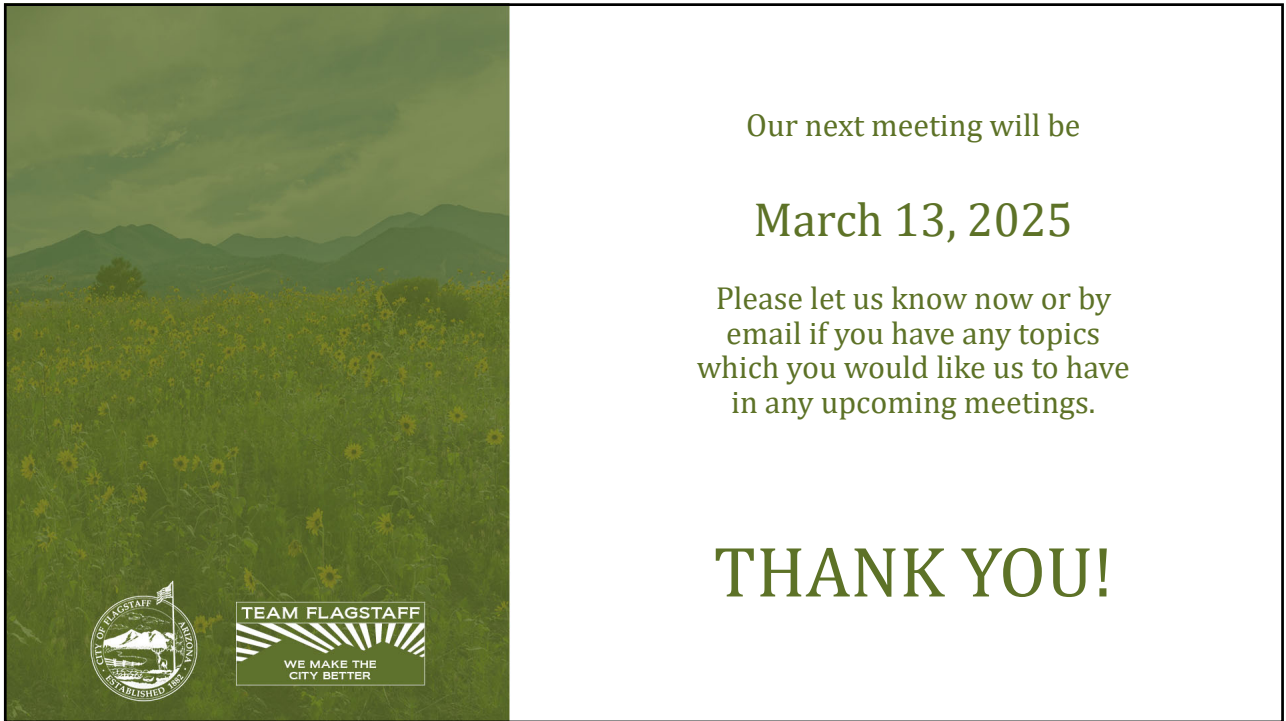 Our next meeting will be
March 13, 2025
Please let us know now or by
email if you have any topics
which you would like us to have
in any upcoming meetings.
THANK YOU!
CITY OF FLAGSTAFF ARIZONA
ESTABLISHED 1882
TEAM FLAGSTAFF
WE MAKE THE
CITY BETTER